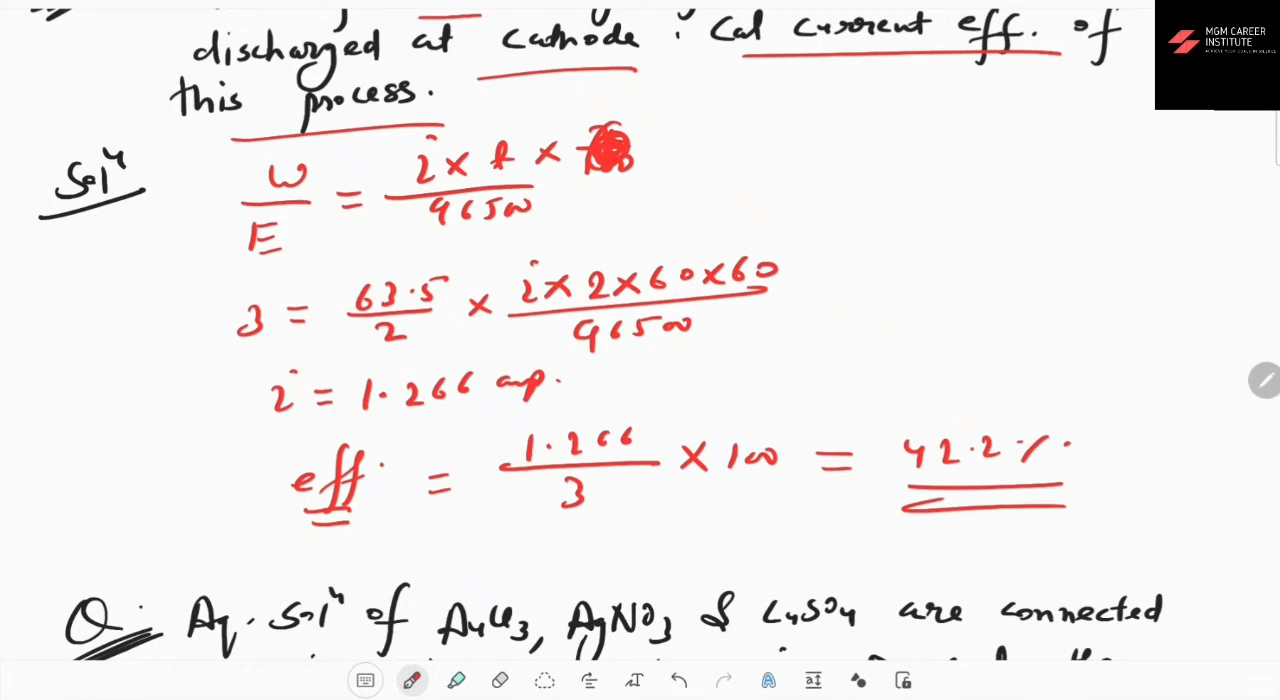 discharged at cathode. Cal current eff. of
this process.
MGM CAREER
INSTITUTE
Solⁿ
W/E = i × t / 96500 ×
3 = 63.5/2 × i × 2 × 60 × 60 / 96500
i = 1.266 amp.
eff. = 1.266/3 × 100 = 42.2 %.
Q:. Aq. solⁿ of AuCl3, AgNO3 & CuSO4 are connected